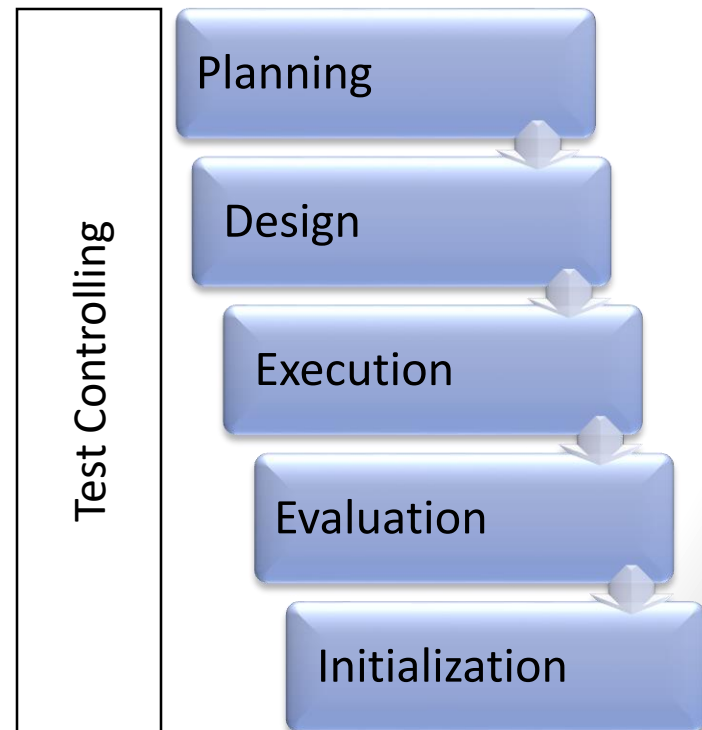 Test Controlling
Planning
Design
Execution
Evaluation
Initialization